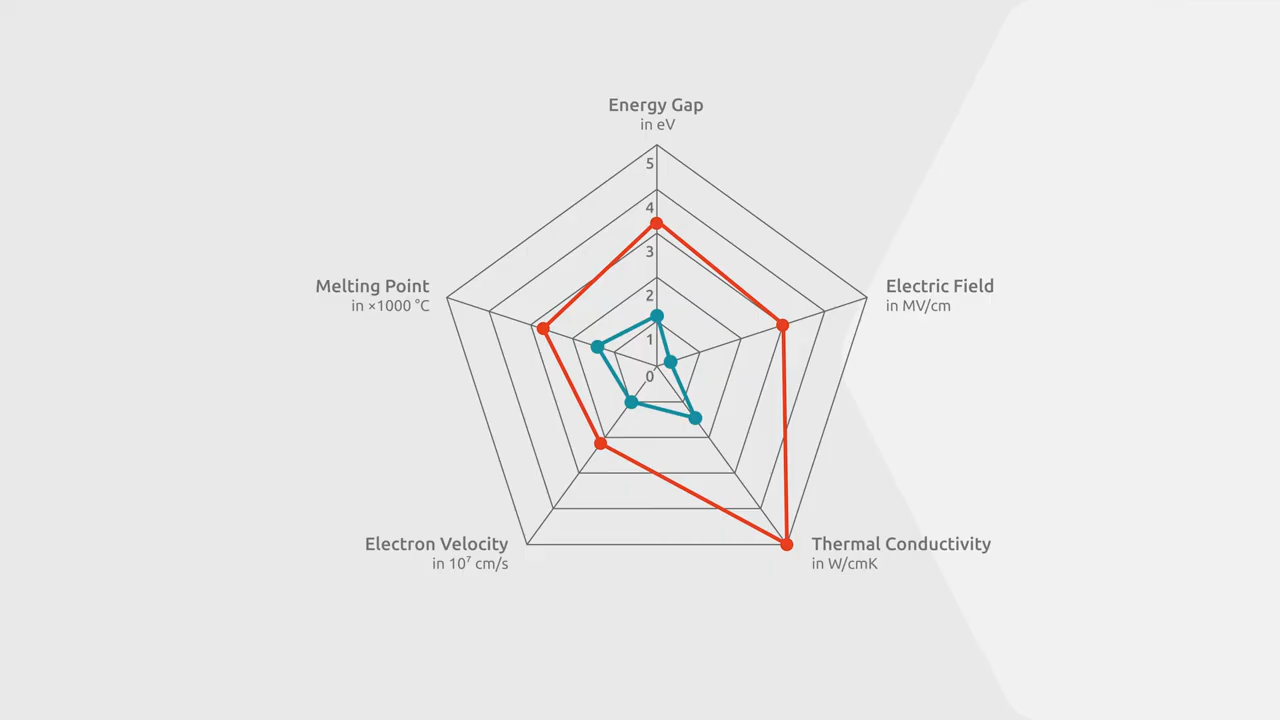 Energy Gap
in eV
5
4
3
2
1
0
Melting Point
in ×1000 °C
Electric Field
in MV/cm
Electron Velocity
in 10⁷ cm/s
Thermal Conductivity
in W/cmK